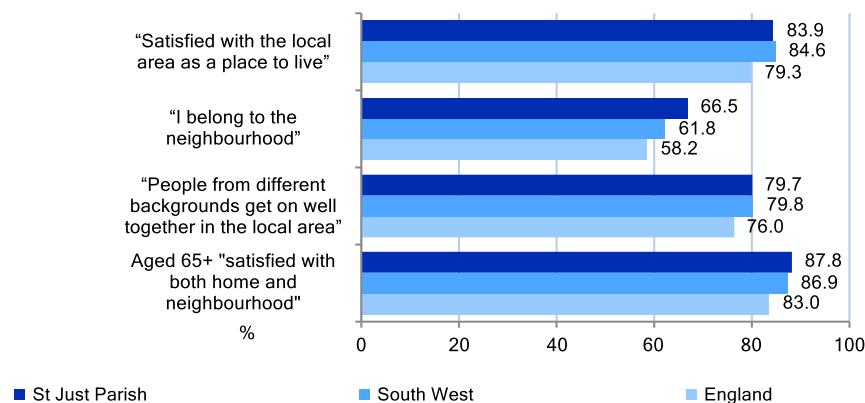 “Satisfied with the local
area as a place to live”
83.9
84.6
79.3
“I belong to the
neighbourhood”
66.5
61.8
58.2
“People from different
backgrounds get on well
together in the local area”
79.7
79.8
76.0
Aged 65+ "satisfied with
both home and
neighbourhood"
87.8
86.9
83.0
%
0 20 40 60 80 100
St Just Parish South West England